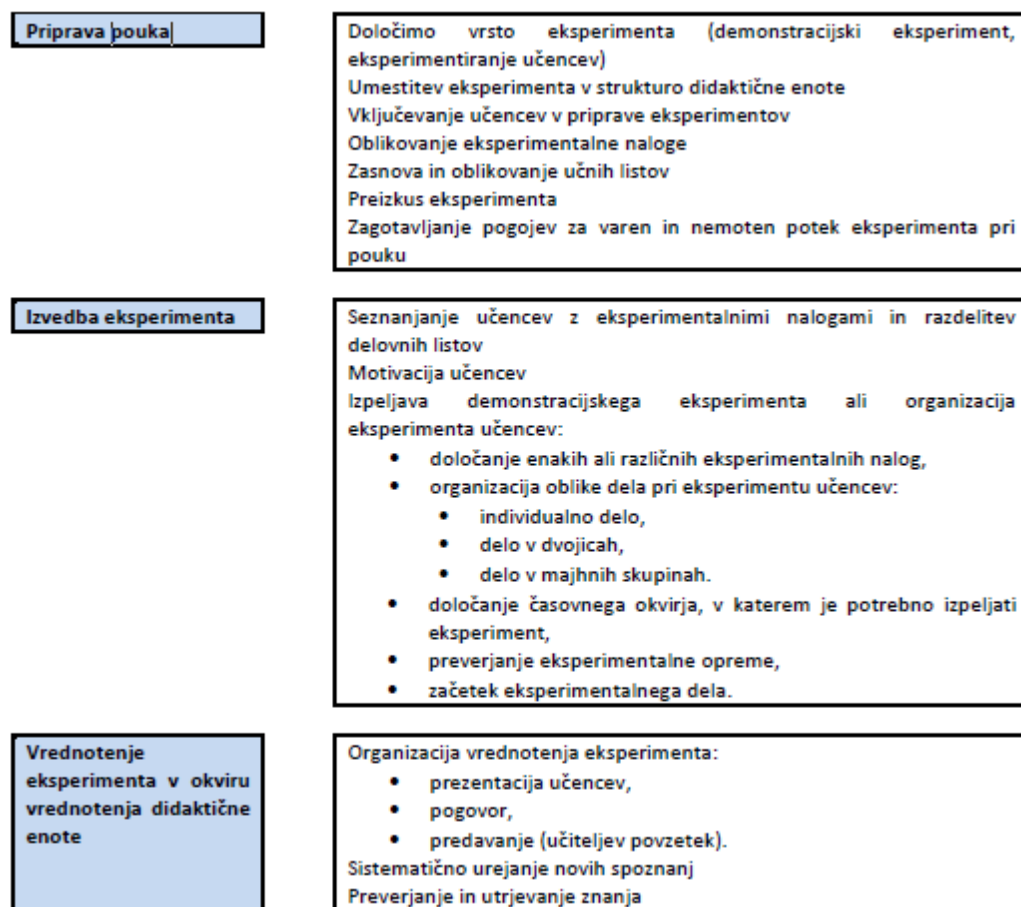 Priprava pouka
Določimo vrsto eksperimenta (demonstracijski eksperiment,
eksperimentiranje učencev)
Umestitev eksperimenta v strukturo didaktične enote
Vključevanje učencev v priprave eksperimentov
Oblikovanje eksperimentalne naloge
Zasnova in oblikovanje učnih listov
Preizkus eksperimenta
Zagotavljanje pogojev za varen in nemoten potek eksperimenta pri
pouku
Izvedba eksperimenta
Seznanjanje učencev z eksperimentalnimi nalogami in razdelitev
delovnih listov
Motivacija učencev
Izpeljava demonstracijskega eksperimenta ali organizacija
eksperimenta učencev:
• določanje enakih ali različnih eksperimentalnih nalog,
• organizacija oblike dela pri eksperimentu učencev:
• individualno delo,
• delo v dvojicah,
• delo v majhnih skupinah.
• določanje časovnega okvirja, v katerem je potrebno izpeljati
eksperiment,
• preverjanje eksperimentalne opreme,
• začetek eksperimentalnega dela.
Vrednotenje
eksperimenta v okviru
vrednotenja didaktične
enote
Organizacija vrednotenja eksperimenta:
• prezentacija učencev,
• pogovor,
• predavanje (učiteljev povzetek).
Sistematično urejanje novih spoznanj
Preverjanje in utrjevanje znanja